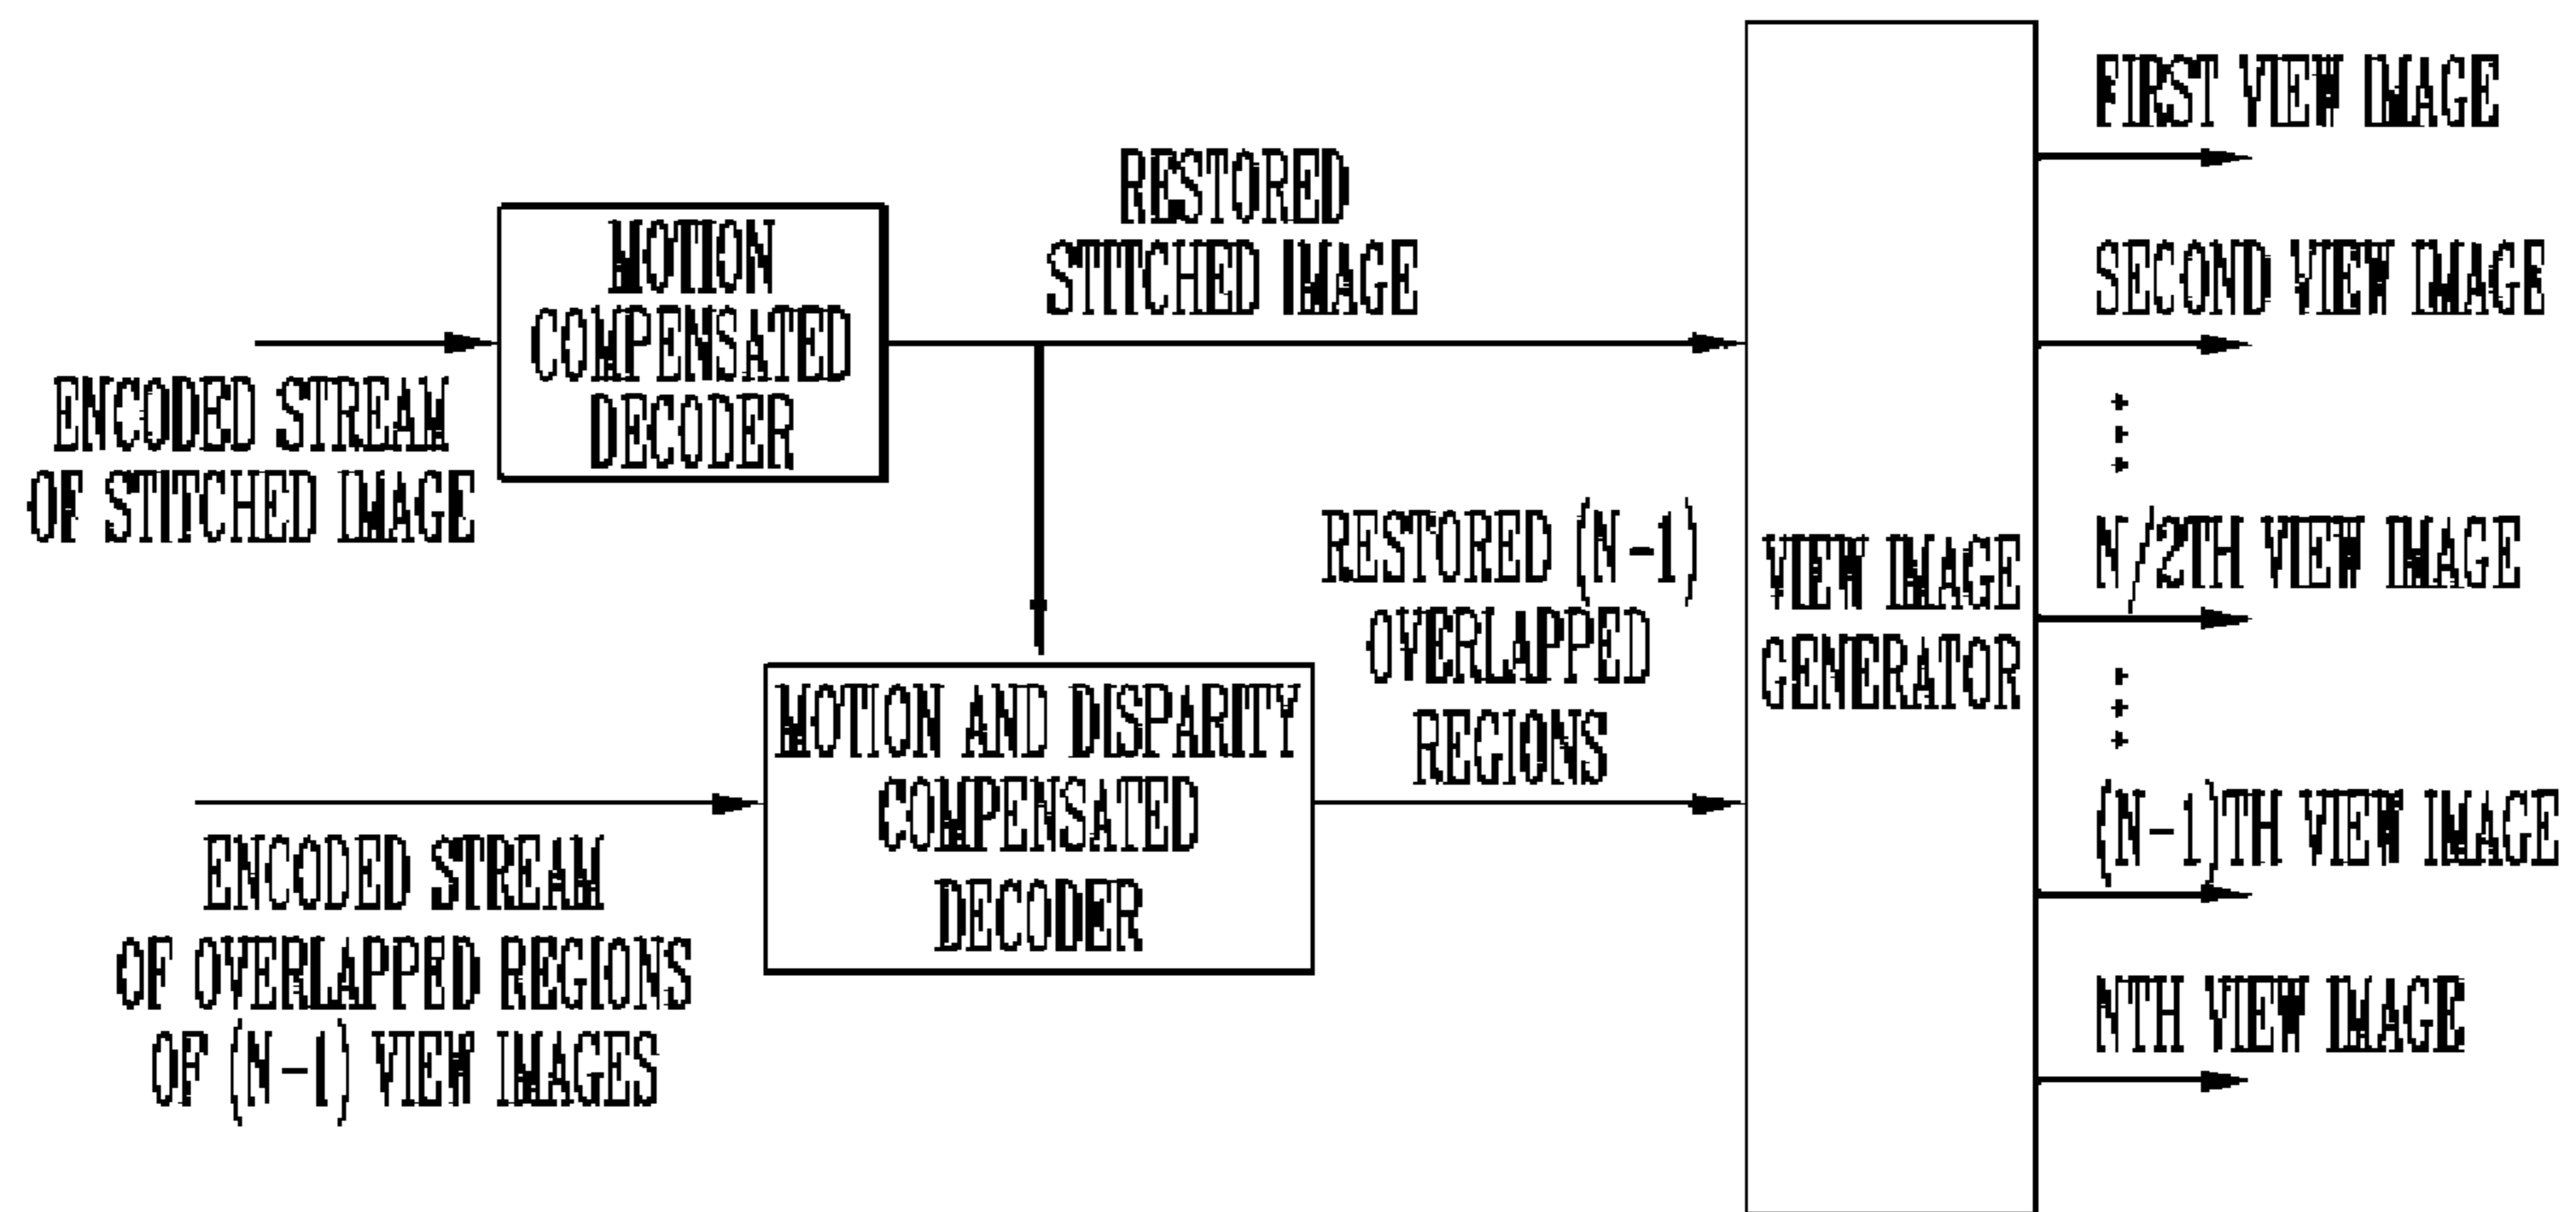 ENCODED STREAM
OF STITCHED IMAGE
MOTION
COMPENSATED
DECODER
RESTORED
STITCHED IMAGE
ENCODED STREAM
OF OVERLAPPED REGIONS
OF (N-1) VIEW IMAGES
MOTION AND DISPARITY
COMPENSATED
DECODER
RESTORED (N-1)
OVERLAPPED
REGIONS
VIEW IMAGE
GENERATOR
FIRST VIEW IMAGE
SECOND VIEW IMAGE
N/2TH VIEW IMAGE
(N-1)TH VIEW IMAGE
NTH VIEW IMAGE